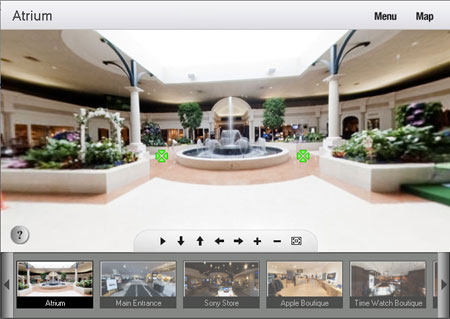 Atrium
Menu Map
?
Atrium
Main Entrance
Sony Store
Apple Boutique
Time Watch Boutique